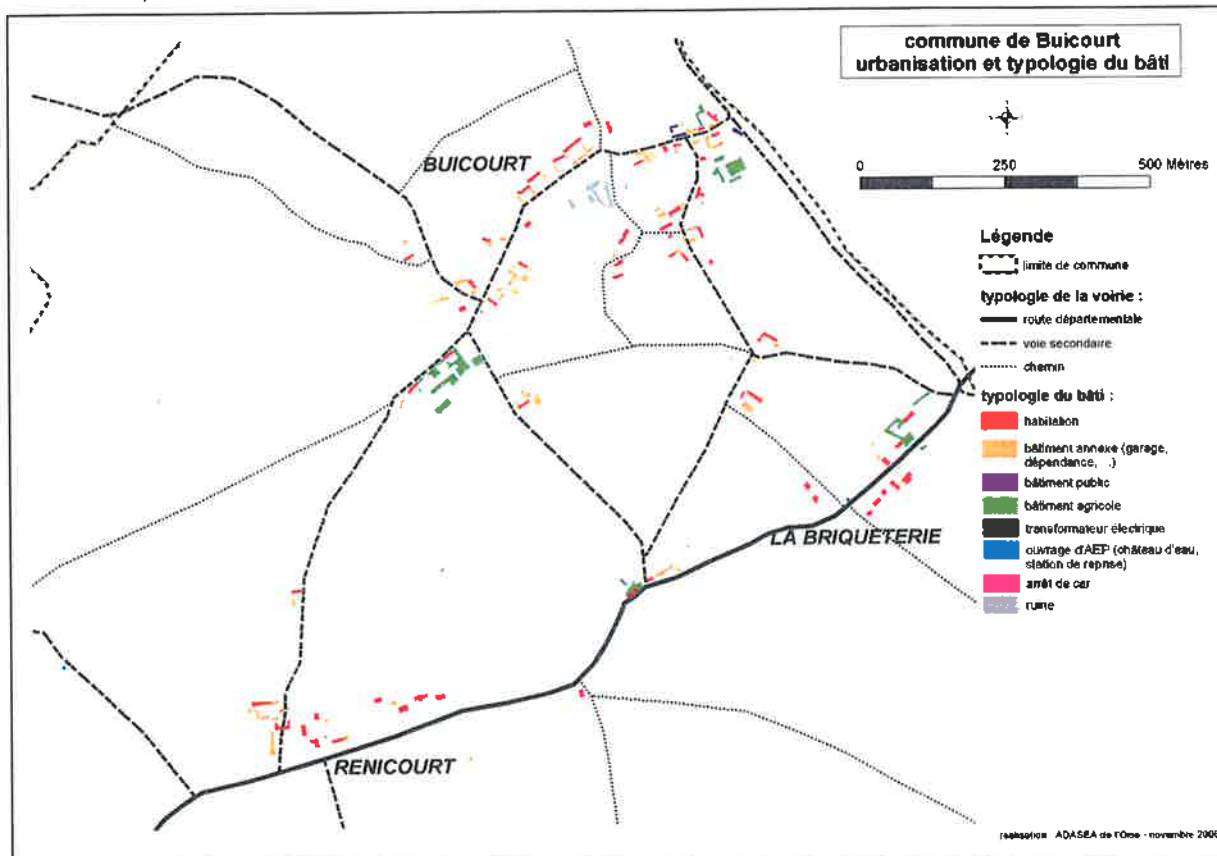 commune de Buicourt
urbanisation et typologie du bâti
0 250 500 Mètres
BUICOURT
LA BRIQUETERIE
RENICOURT
Légende
limite de commune
typologie de la voirie :
route départementale
voie secondaire
chemin
typologie du bâti :
habitation
bâtiment annexe (garage,
dépendance, ...)
bâtiment public
bâtiment agricole
transformateur électrique
ouvrage d'AEP (château d'eau,
station de reprise)
arrêt de car
ruine
réalisation ADASEA de l'Oise - novembre 2006